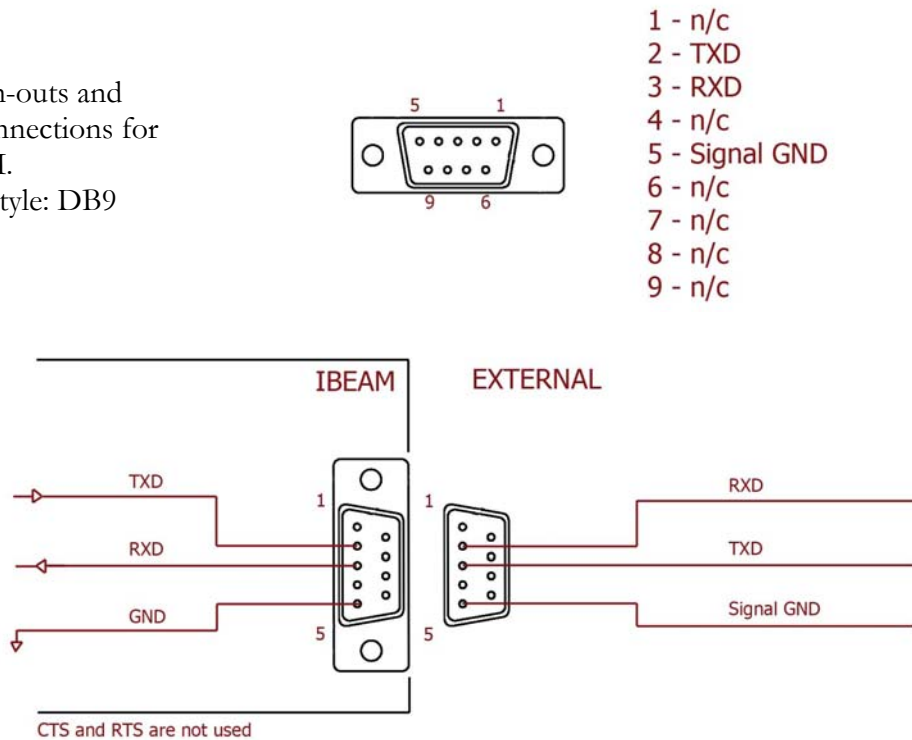 nnections for
tyle: DB9
1 - n/c
2 - TXD
3 - RXD
4 - n/c
5 - Signal GND
6 - n/c
7 - n/c
8 - n/c
9 - n/c
5 1
9 6
IBEAM EXTERNAL
TXD
RXD
GND
1
5
1
5
RXD
TXD
Signal GND
CTS and RTS are not used